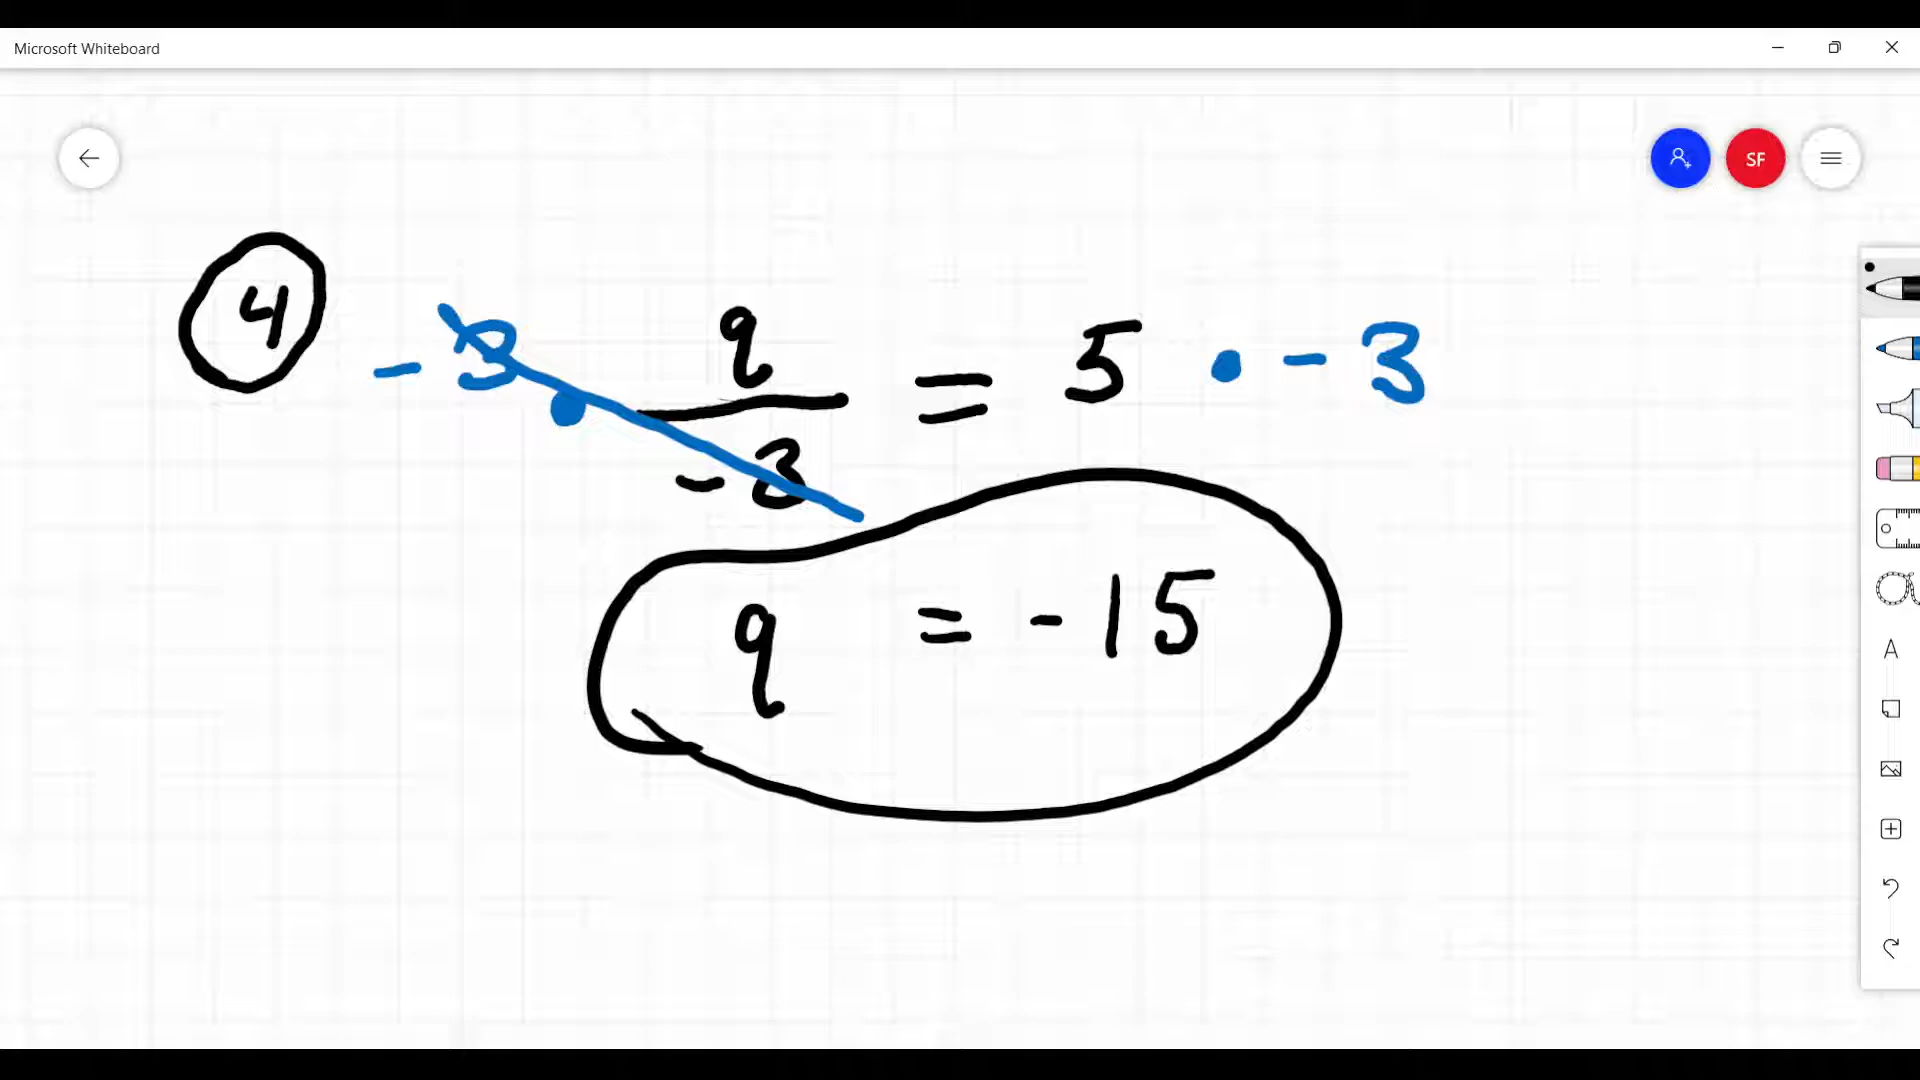 Microsoft Whiteboard
SF
4
-3 · q/-3 = 5 · -3
q = -15
A